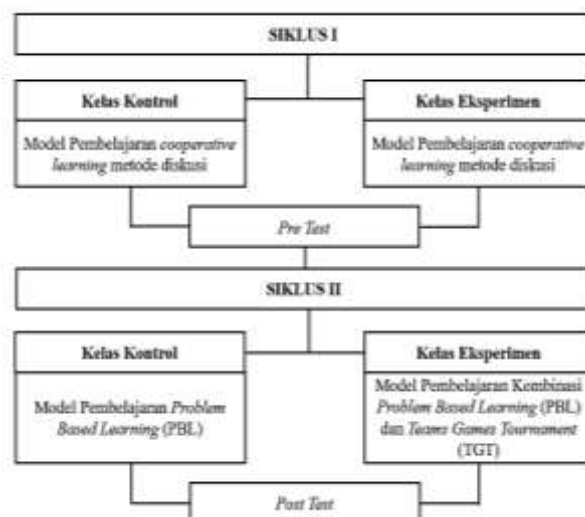 SIKLUS I
Kelas Kontrol
Model Pembelajaran cooperative
learning metode diskusi
Kelas Eksperimen
Model Pembelajaran cooperative
learning metode diskusi
Pre Test
SIKLUS II
Kelas Kontrol
Model Pembelajaran Problem
Based Learning (PBL)
Kelas Eksperimen
Model Pembelajaran Kombinasi
Problem Based Learning (PBL)
dan Teams Games Tournament
(TGT)
Post Test